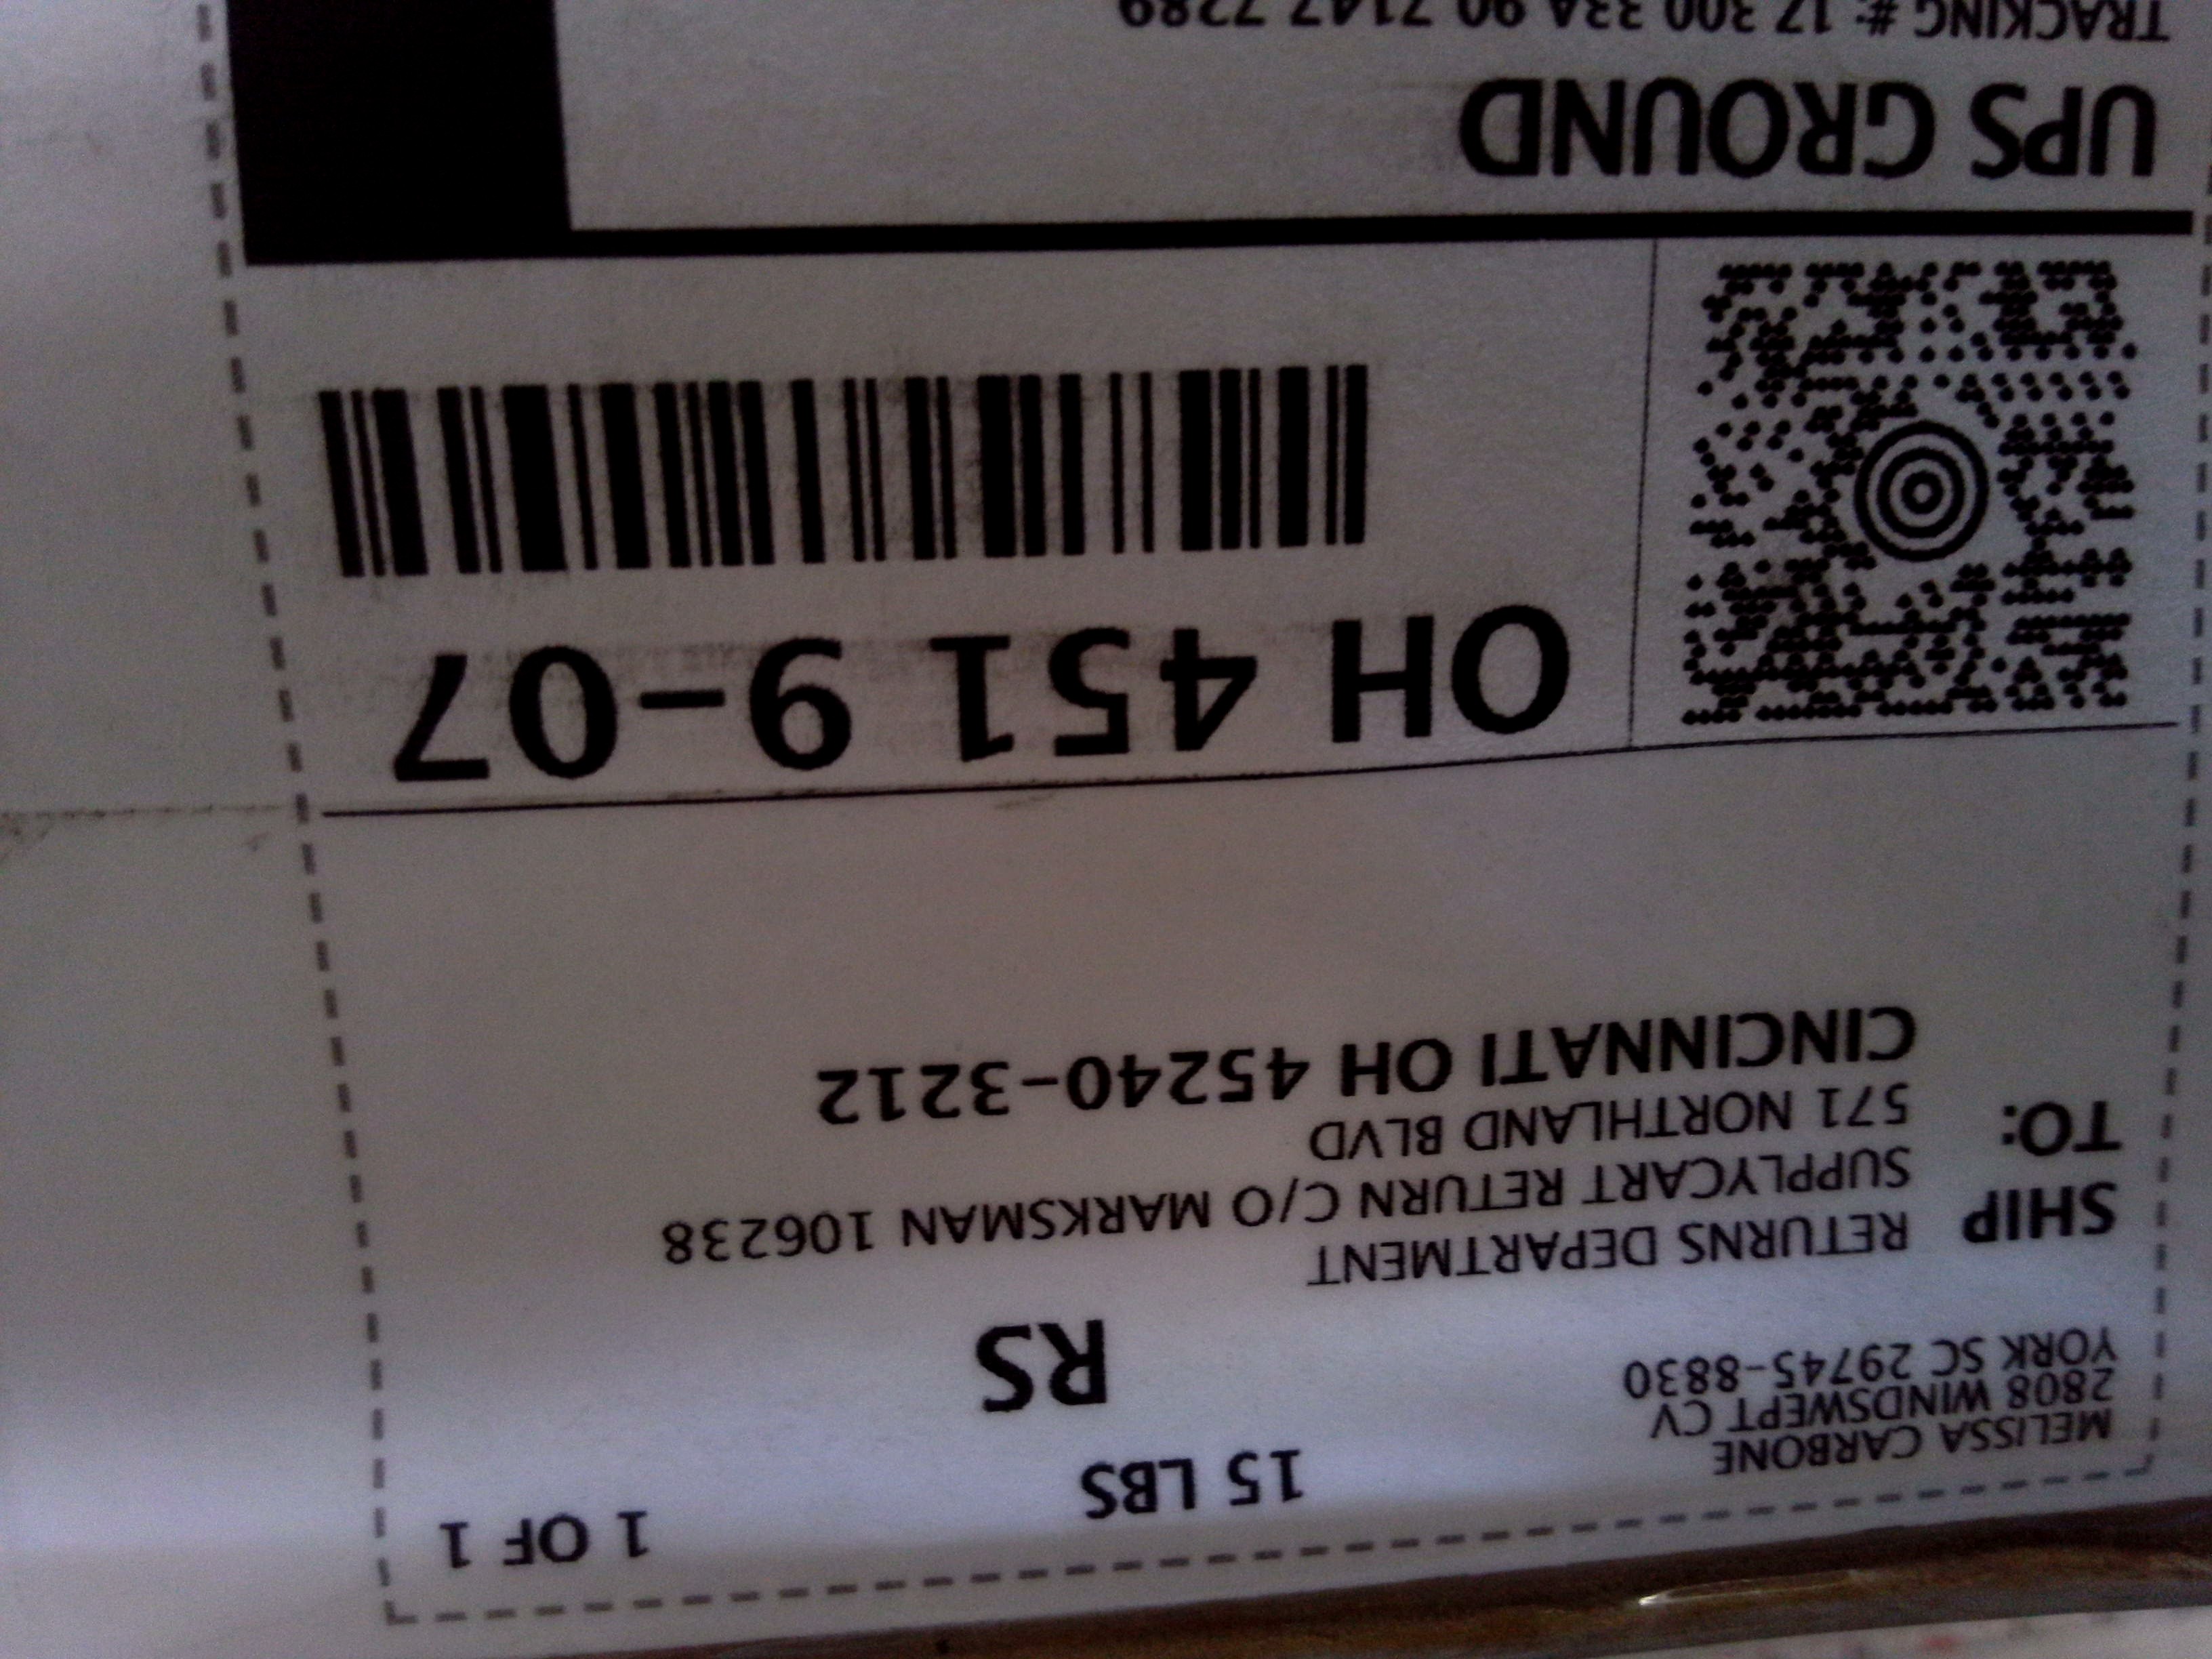 MELISSA CARBONE
2808 WINDSWEPT CV
YORK SC 29745-8830
15 LBS
1 OF 1
RS
SHIP TO:
RETURNS DEPARTMENT
SUPPLYCART RETURN C/O MARKSMAN 106238
571 NORTHLAND BLVD
CINCINNATI OH 45240-3212
OH 451 9-07
UPS GROUND
TRACKING #: 1Z 300 33A 90 7147 7289